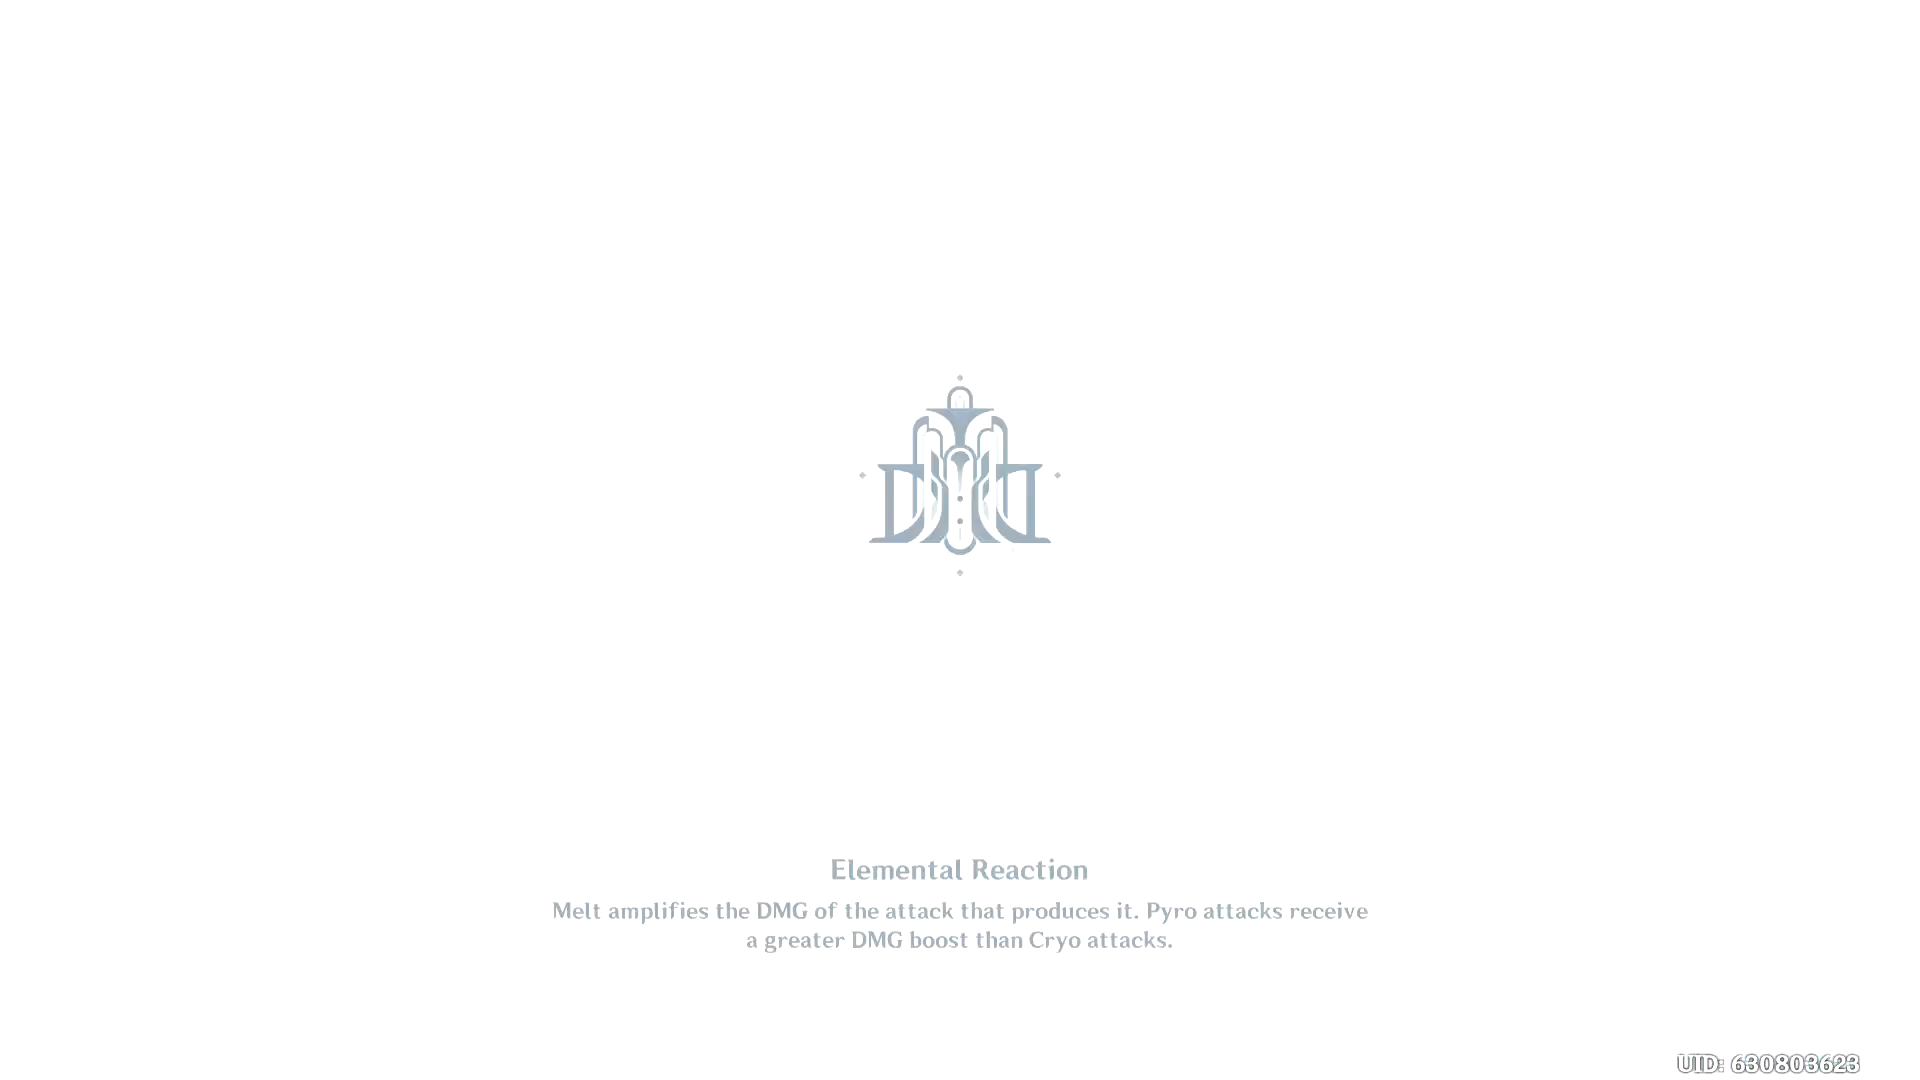 Elemental Reaction
Melt amplifies the DMG of the attack that produces it. Pyro attacks receive
a greater DMG boost than Cryo attacks.
UID: 630803623